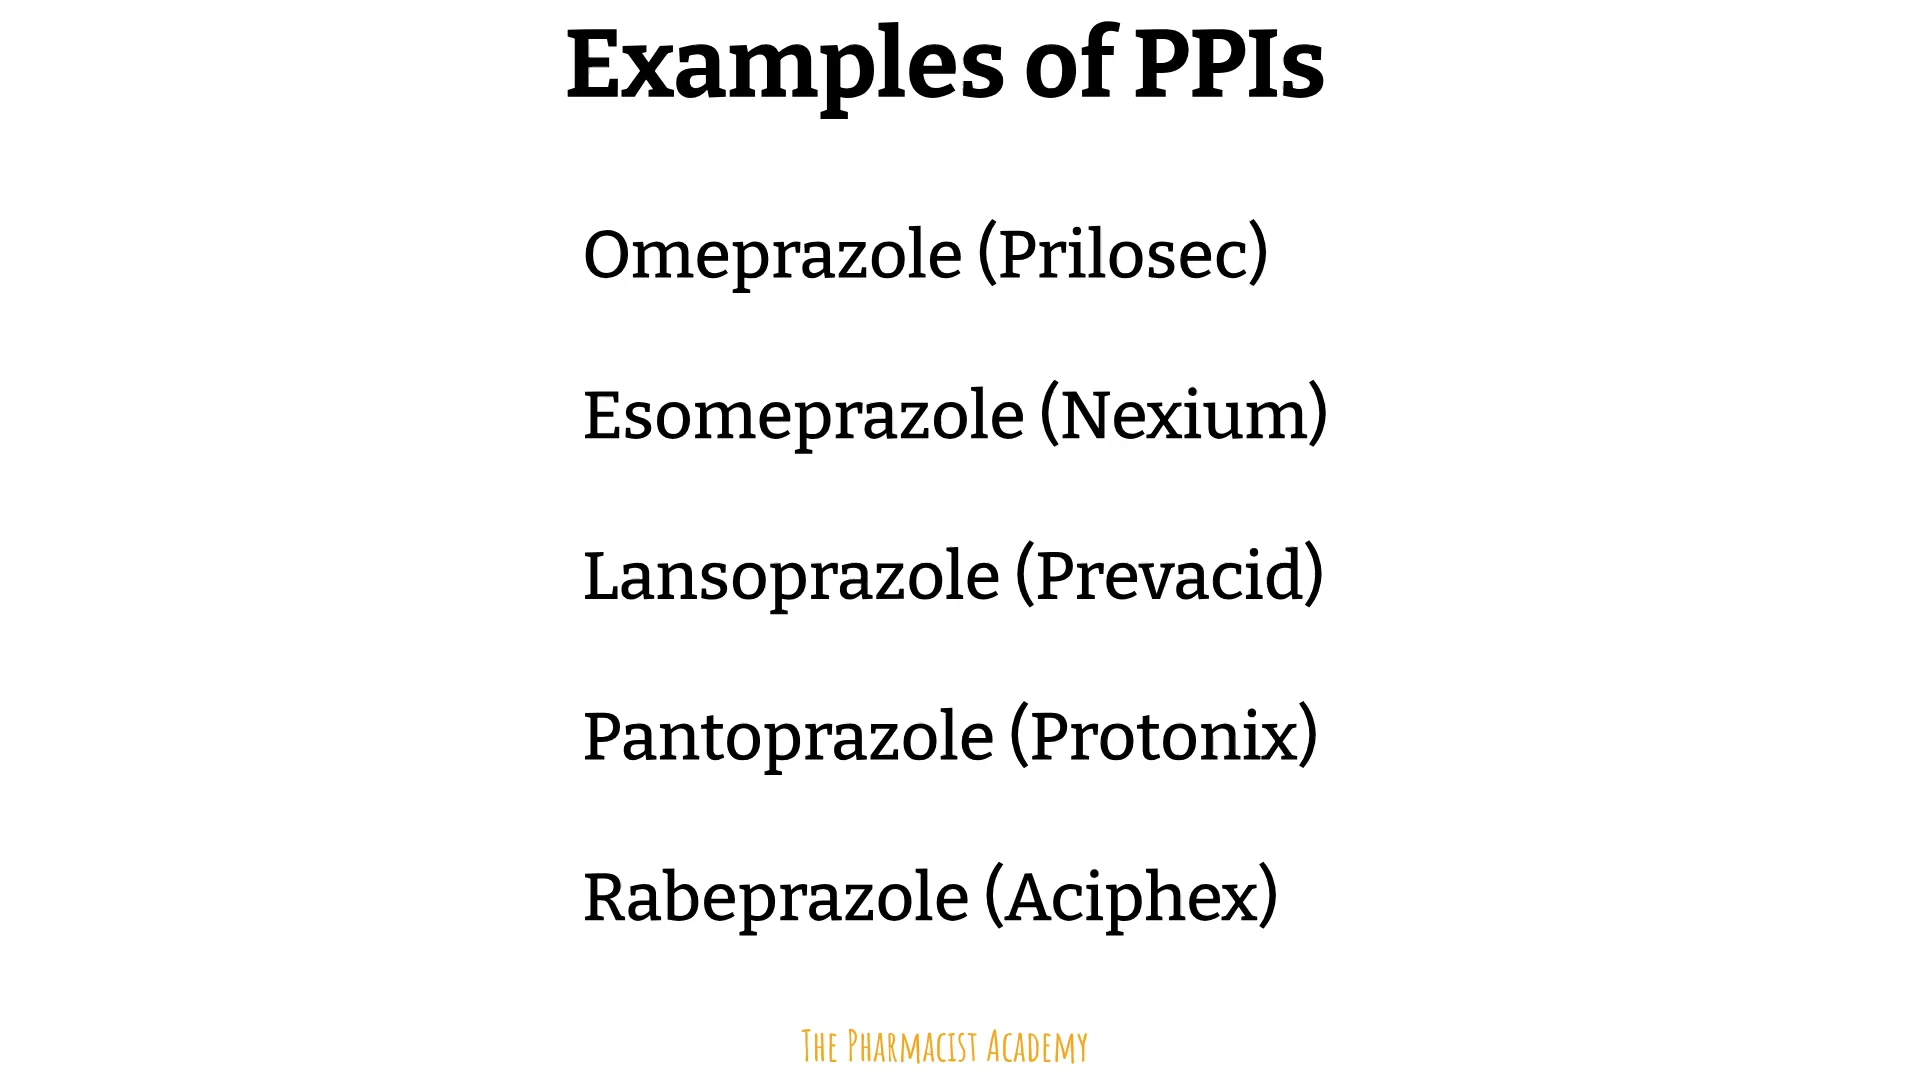 Examples of PPIs
Omeprazole (Prilosec)
Esomeprazole (Nexium)
Lansoprazole (Prevacid)
Pantoprazole (Protonix)
Rabeprazole (Aciphex)
The Pharmacist Academy